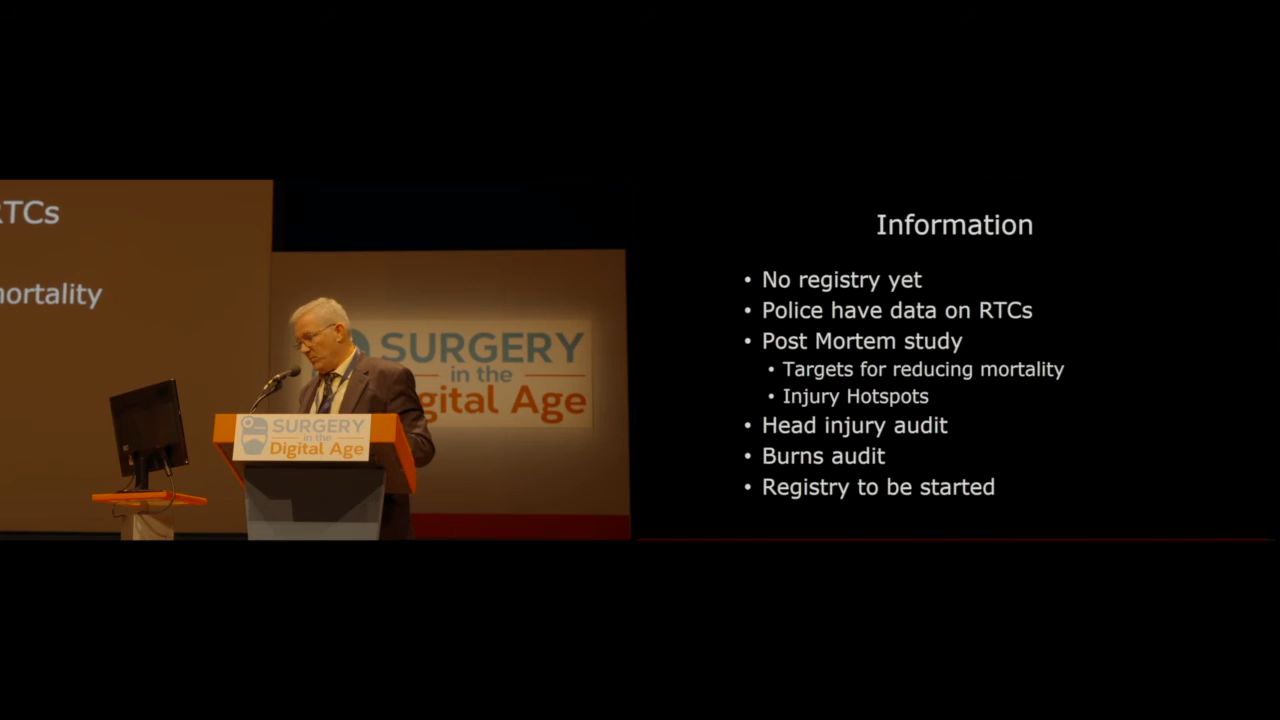 RTCs
mortality
SURGERY
in the
Digital Age
SURGERY
in the
Digital Age
Information
• No registry yet
• Police have data on RTCs
• Post Mortem study
• Targets for reducing mortality
• Injury Hotspots
• Head injury audit
• Burns audit
• Registry to be started